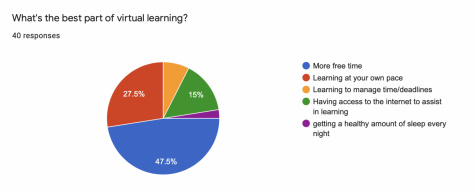 What's the best part of virtual learning?
40 responses
More free time
Learning at your own pace
Learning to manage time/deadlines
Having access to the internet to assist
in learning
getting a healthy amount of sleep every
night
27.5%
15%
47.5%